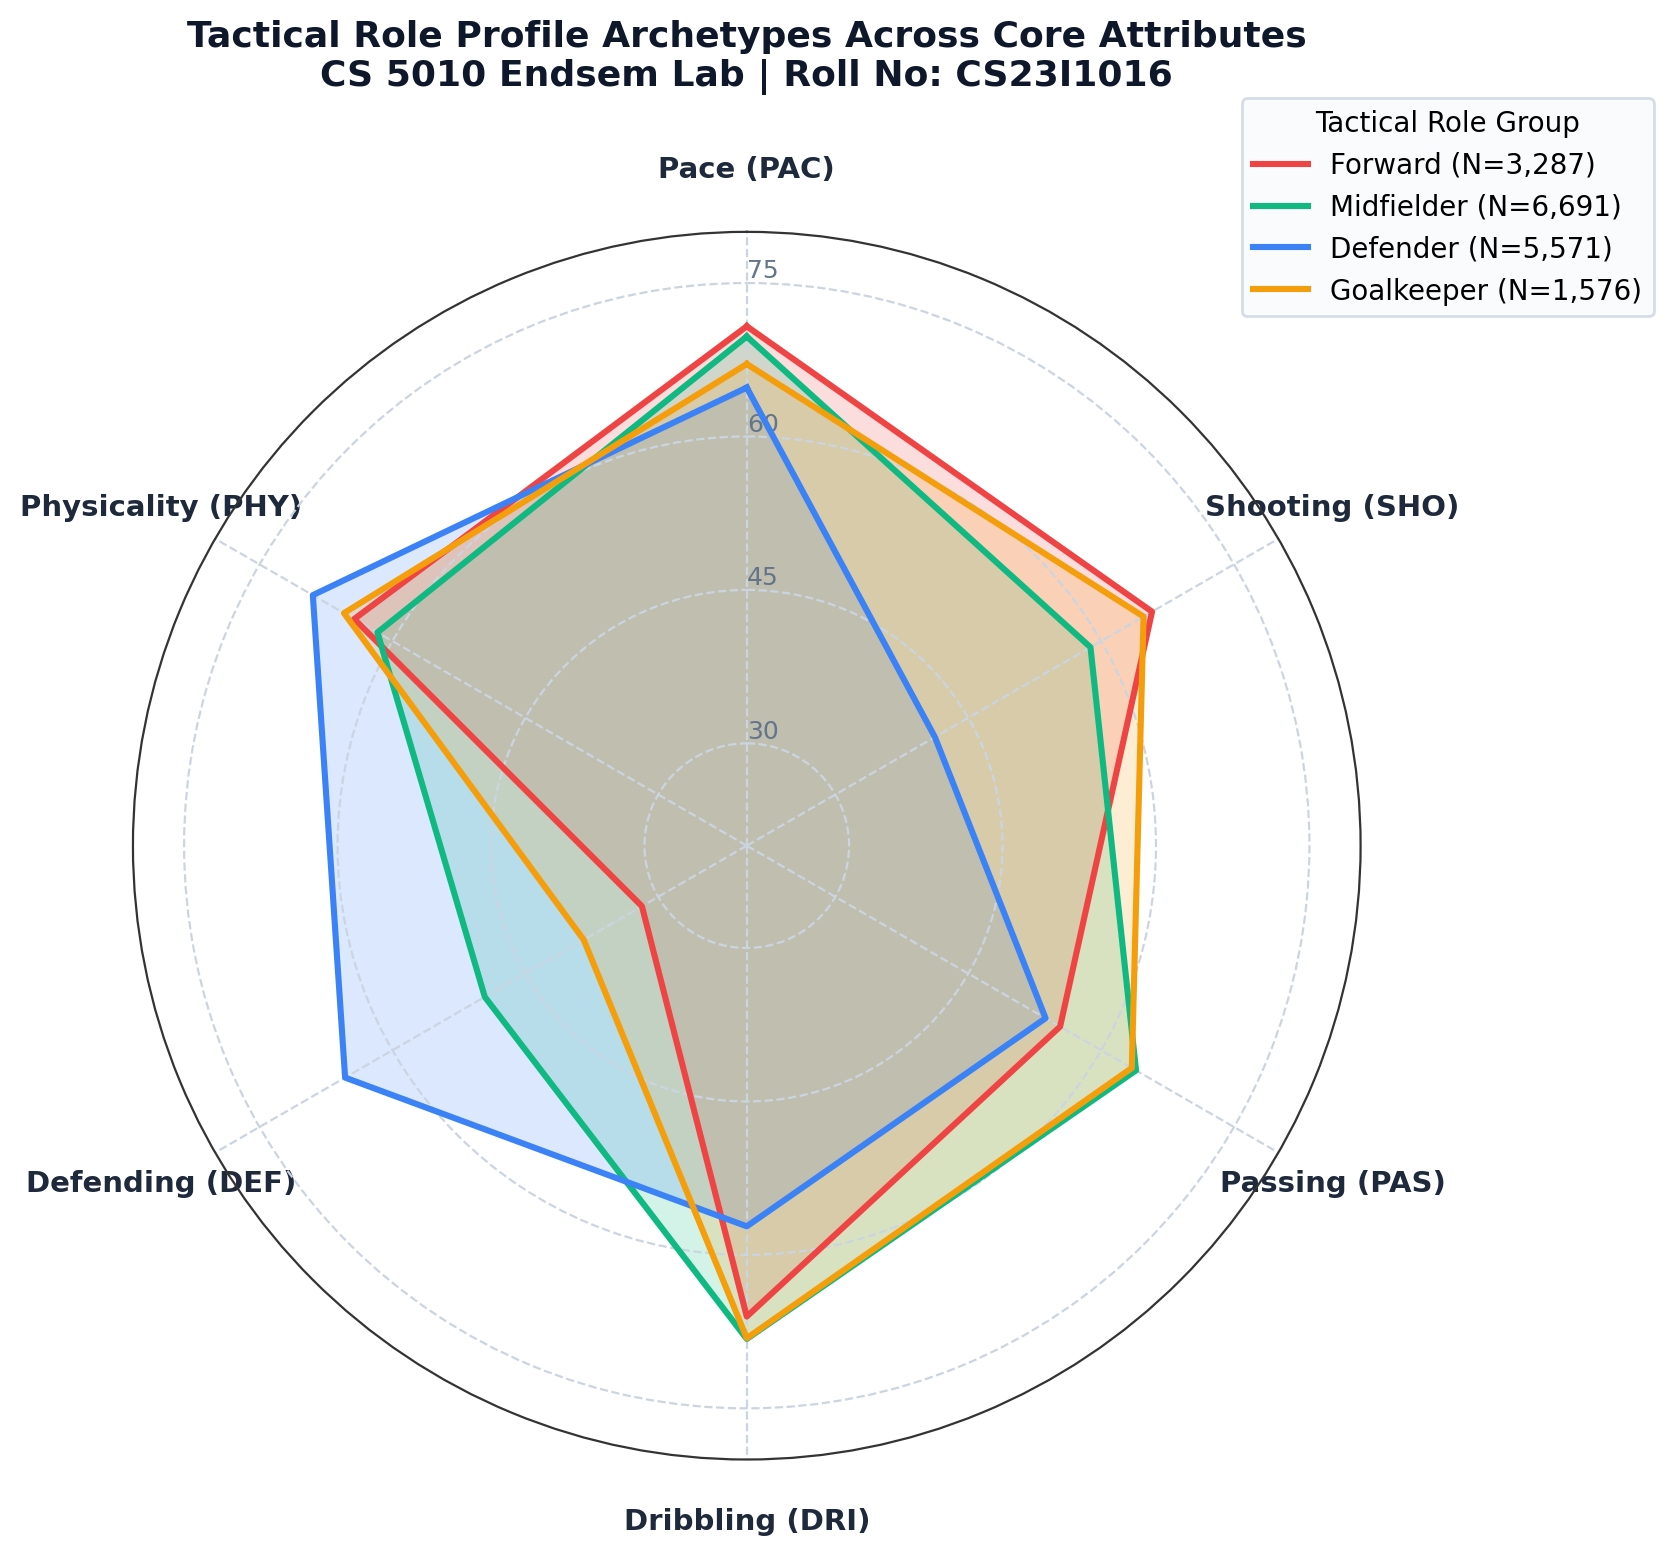 Tactical Role Profile Archetypes Across Core Attributes
CS 5010 Endsem Lab | Roll No: CS23I1016
Tactical Role Group
Forward (N=3,287)
Midfielder (N=6,691)
Defender (N=5,571)
Goalkeeper (N=1,576)
Pace (PAC)
75
60
Physicality (PHY)
Shooting (SHO)
45
30
Defending (DEF)
Passing (PAS)
Dribbling (DRI)